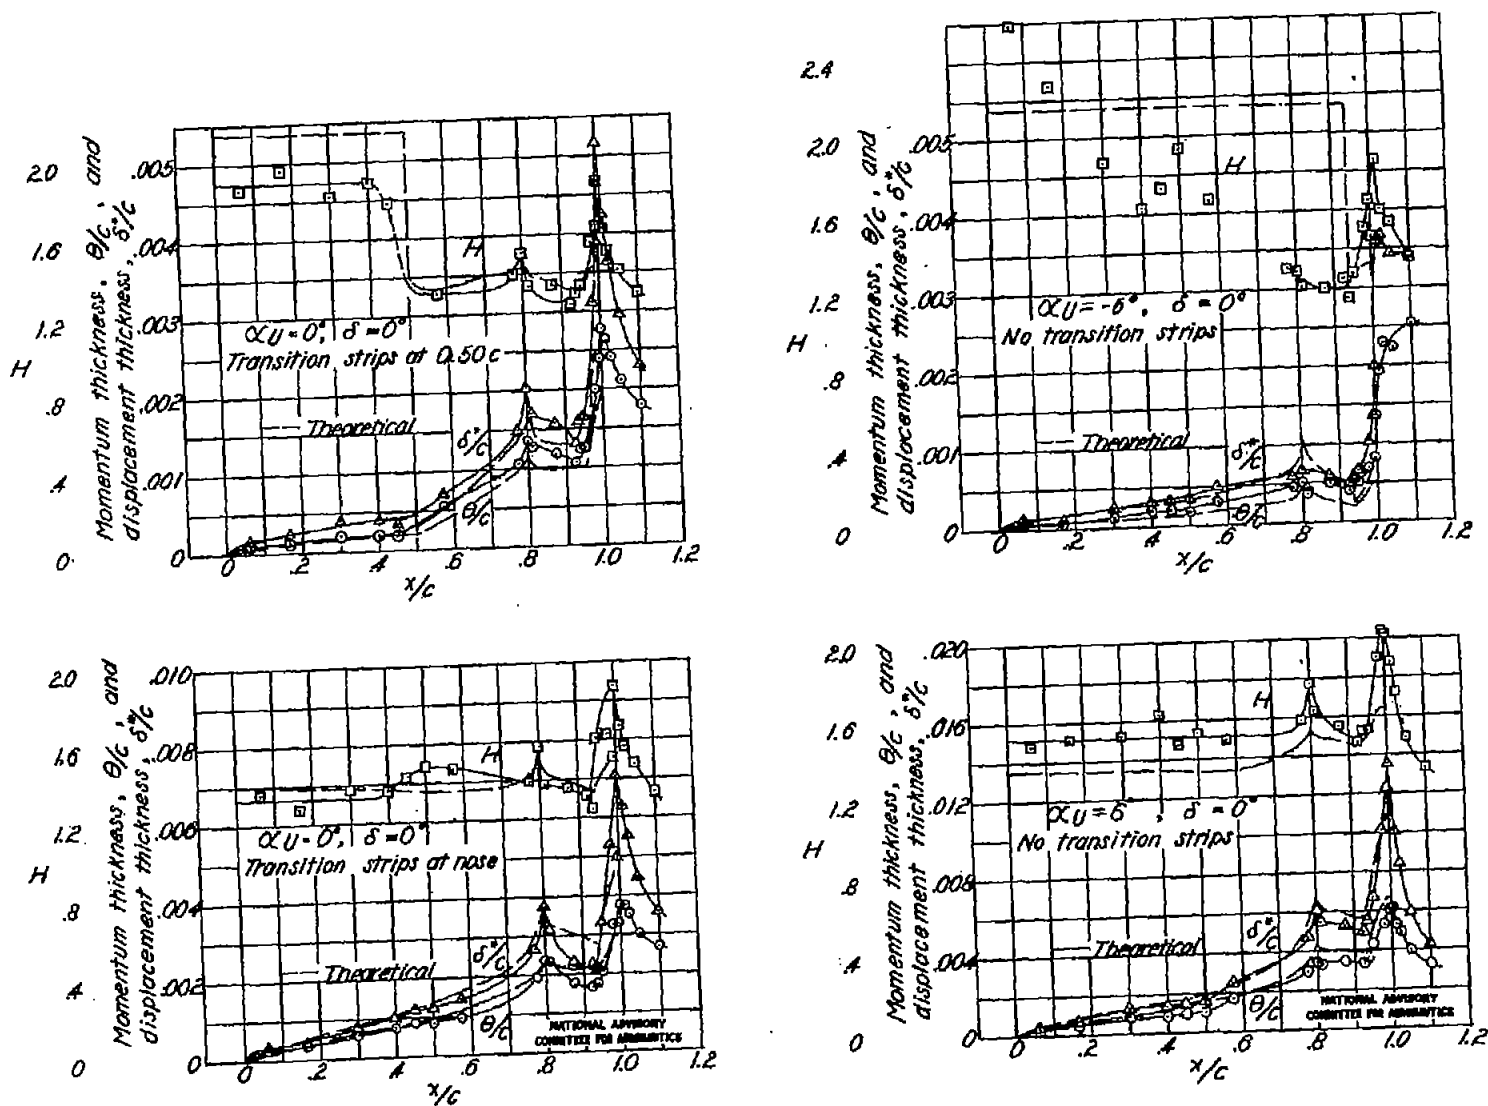 Momentum thickness, θ/c, and
displacement thickness, δ*/c
H
2.0
1.6
1.2
.8
.4
0
.005
.004
.003
.002
.001
0
H
αU = 0°, δ = 0°
Transition strips at 0.50c
Theoretical
δ*/c
θ/c
0 .2 .4 .6 .8 1.0 1.2
x/c
Momentum thickness, θ/c, and
displacement thickness, δ*/c
H
2.4
2.0
1.6
1.2
.8
.4
0
.005
.004
.003
.002
.001
0
H
αU = -6°, δ = 0°
No transition strips
Theoretical
δ*/c
θ/c
0 .2 .4 .6 .8 1.0 1.2
x/c
Momentum thickness, θ/c, and
displacement thickness, δ*/c
H
2.0
1.6
1.2
.8
.4
0
.010
.008
.006
.004
.002
0
H
αU = 0°, δ = 0°
Transition strips at nose
Theoretical
δ*/c
θ/c
NATIONAL ADVISORY
COMMITTEE FOR AERONAUTICS
0 .2 .4 .6 .8 1.0 1.2
x/c
Momentum thickness, θ/c, and
displacement thickness, δ*/c
H
2.0
1.6
1.2
.8
.4
0
.020
.016
.012
.008
.004
0
H
αU = 6°, δ = 0°
No transition strips
Theoretical
δ*/c
θ/c
NATIONAL ADVISORY
COMMITTEE FOR AERONAUTICS
0 .2 .4 .6 .8 1.0 1.2
x/c